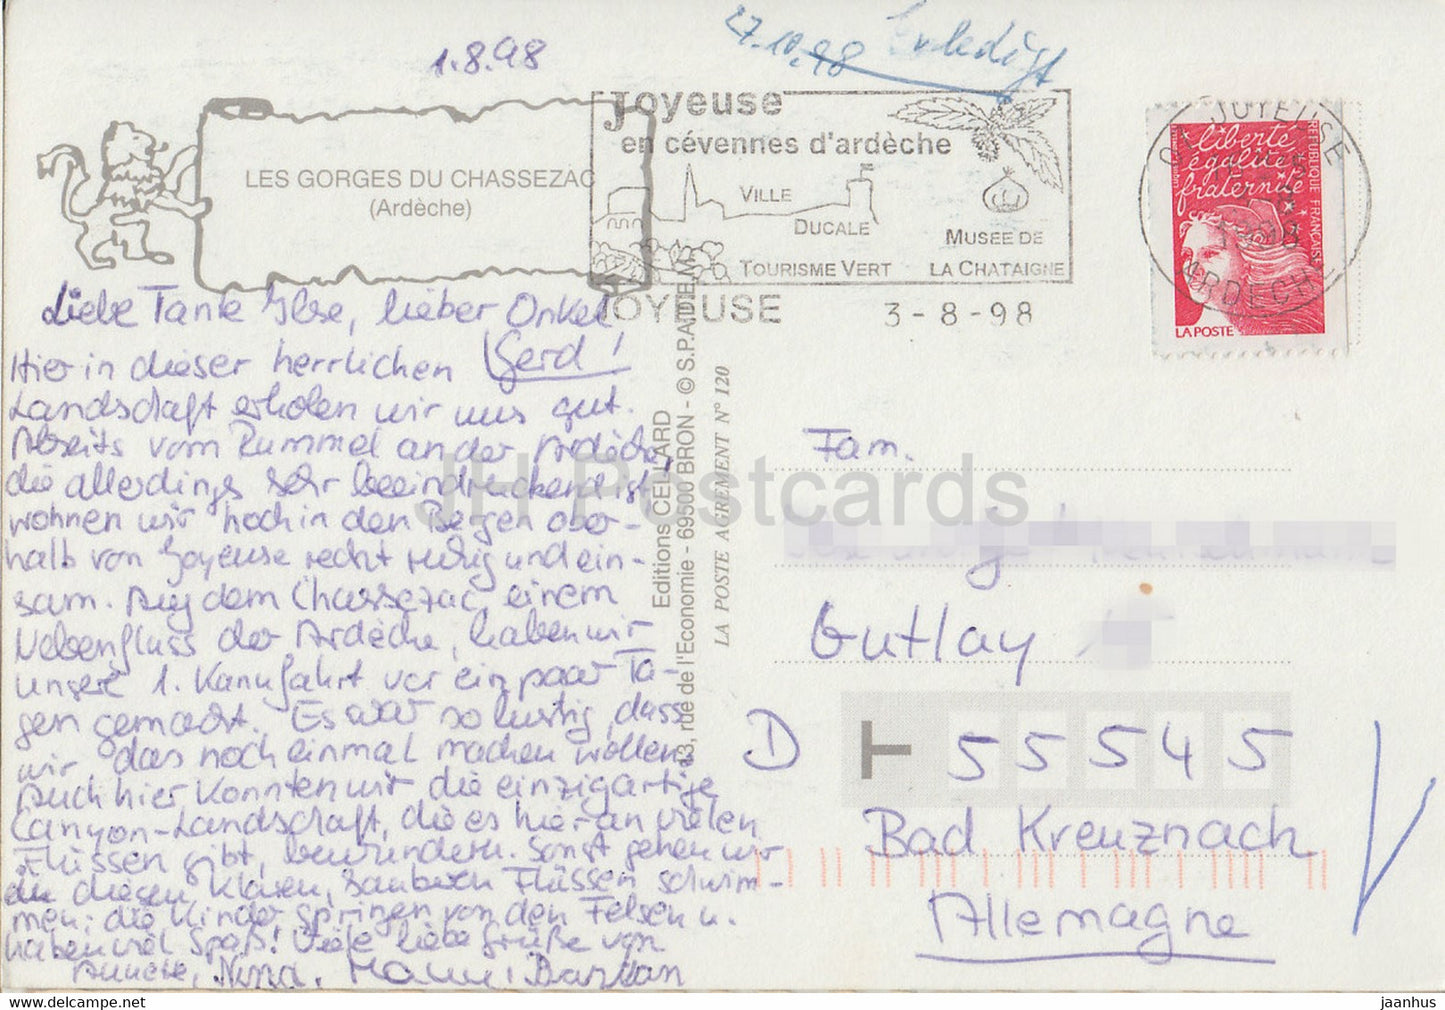 1.8.98
27.10.98 Erledigt
LES GORGES DU CHASSEZAC
(Ardèche)
Joyeuse
en cévennes d'ardèche
VILLE
DUCALE
MUSEE DE
LA CHATAIGNE
TOURISME VERT
JOYEUSE
3-8-98
07 JOYEUSE
ARDECHE
liberté
égalité
fraternité
REPUBLIQUE FRANÇAISE
LA POSTE
Liebe Tante Ilse, lieber Onkel
Gerd!
Hier in dieser herrlichen
Landschaft erholen wir uns gut.
Abseits vom Rummel an der Ardèche,
die allerdings sehr beeindruckend ist,
wohnen wir hoch in den Bergen ober-
halb von Joyeuse recht ruhig und ein-
sam. Auf dem Chassezac, einem
Nebenfluss der Ardèche, haben wir
unsere 1. Kanufahrt vor ein paar Ta-
gen gemacht. Es war so lustig, dass
wir das noch einmal machen wollen.
Auch hier konnten wir die einzigartige
Canyon-Landschaft, die es hier an vielen
Flüssen gibt, bewundern. Sonst gehen wir
in diesen klaren, sauberen Flüssen schwim-
men: die Kinder springen von den Felsen u.
haben viel Spaß! Viele liebe Grüße von
Nina,
Editions CELLARD
33, rue de l'Economie - 69500 BRON - © S.P.A.D.E.M.
LA POSTE AGREMENT N° 120
JH Postcards
Fam.
Gutlay
D T 55545
Bad Kreuznach
Allemagne
jaanhus.com